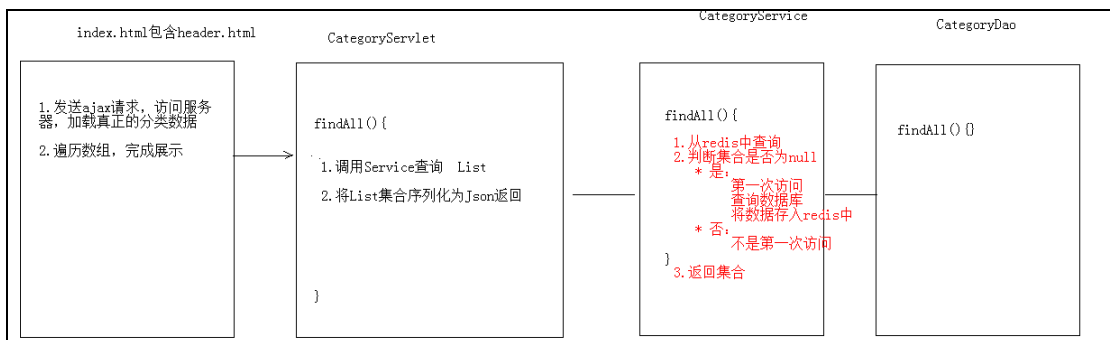 index.html包含header.html
1.发送ajax请求，访问服务
器，加载真正的分类数据
2.遍历数组，完成展示
CategoryServlet
findAll(){
1.调用Service查询 List
2.将List集合序列化为Json返回
}
CategoryService
findAll(){
1.从redis中查询
2.判断集合是否为null
* 是：
第一次访问
查询数据库
将数据存入redis中
* 否：
不是第一次访问
}
3.返回集合
CategoryDao
findAll(){}